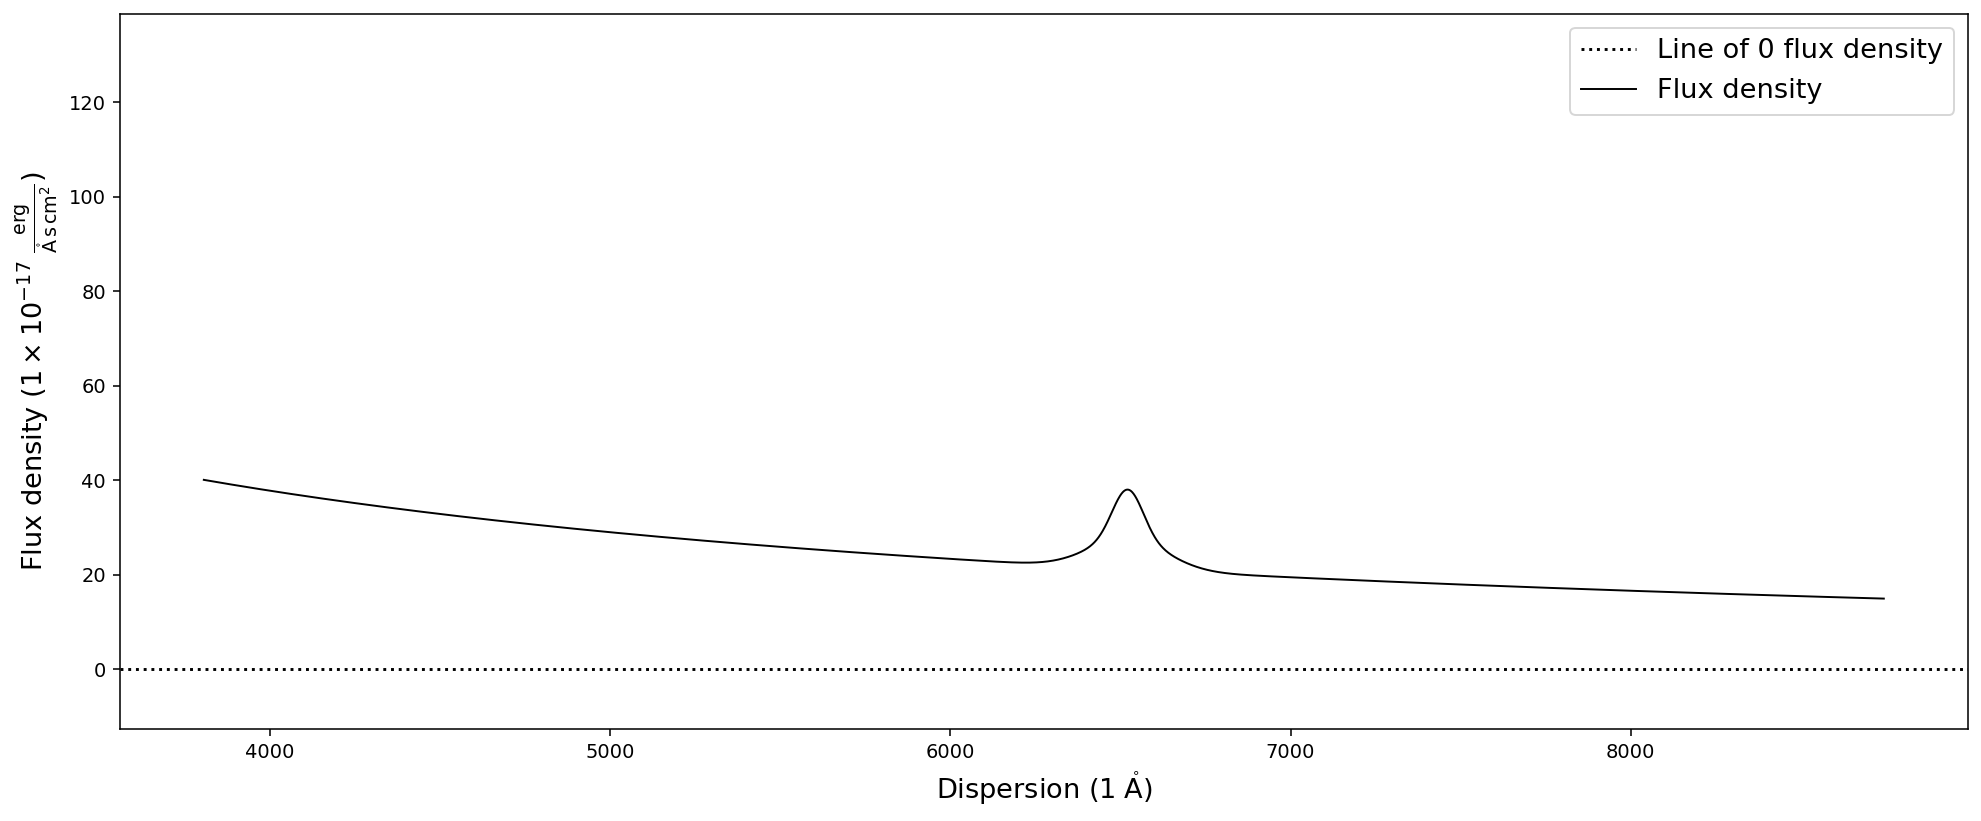 Line of 0 flux density
Flux density
120
100
80
60
40
20
0
Flux density (1 × 10⁻¹⁷ erg / Å s cm²)
4000 5000 6000 7000 8000
Dispersion (1 Å)